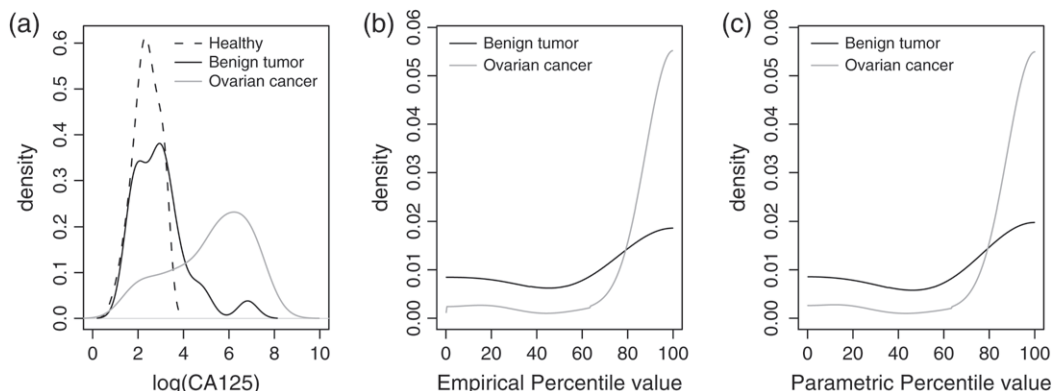 (a)
Healthy
Benign tumor
Ovarian cancer
density
0.0 0.1 0.2 0.3 0.4 0.5 0.6
0 2 4 6 8 10
log(CA125)
(b)
Benign tumor
Ovarian cancer
density
0.00 0.01 0.02 0.03 0.04 0.05 0.06
0 20 40 60 80 100
Empirical Percentile value
(c)
Benign tumor
Ovarian cancer
density
0.00 0.01 0.02 0.03 0.04 0.05 0.06
0 20 40 60 80 100
Parametric Percentile value